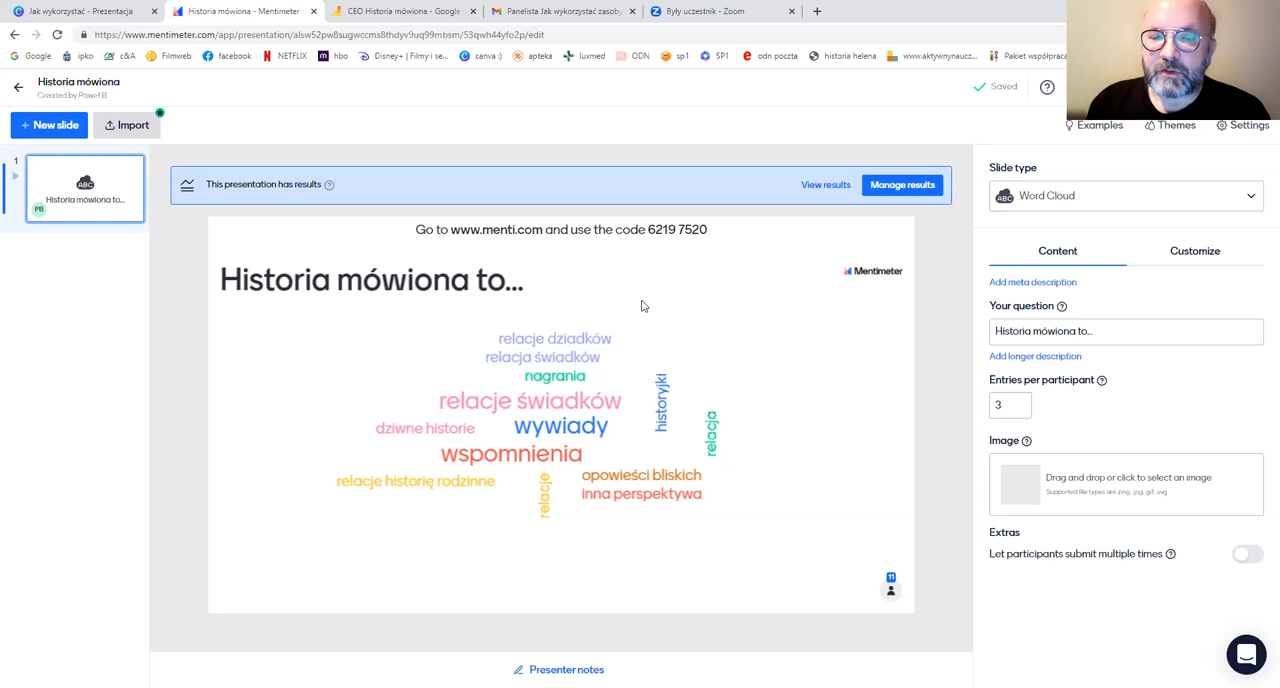 Jak wykorzystać - Prezentacja
Historia mówiona - Mentimeter
CEO Historia mówiona - Google
Panelista Jak wykorzystać zasoby
Były uczestnik - Zoom
https://www.mentimeter.com/app/presentation/alsw52pw8sugwccms8thdyv9uq99mbsm/53qwh44yfo2p/edit
Google
ipko
c&A
Filmweb
facebook
NETFLIX
hbo
Disney+ | Filmy i se...
canva :)
apteka
luxmed
ODN
sp1
SP1
odn poczta
historia helena
www.aktywnynaucz...
Pakiet współpraca
Historia mówiona
Created by Paweł B
Saved
+ New slide
Import
Examples
Themes
Settings
1
ABC
Historia mówiona to...
PB
This presentation has results
View results
Manage results
Go to www.menti.com and use the code 6219 7520
Historia mówiona to...
Mentimeter
relacje dziadków
relacja świadków
nagrania
relacje świadków
historyjki
dziwne historie
wywiady
relacja
wspomnienia
relacje historię rodzinne
relacje
opowieści bliskich
inna perspektywa
11
Presenter notes
Slide type
ABC Word Cloud
Content
Customize
Add meta description
Your question
Historia mówiona to...
Add longer description
Entries per participant
3
Image
Drag and drop or click to select an image
Supported file types are .png, .jpg, .gif, .svg
Extras
Let participants submit multiple times